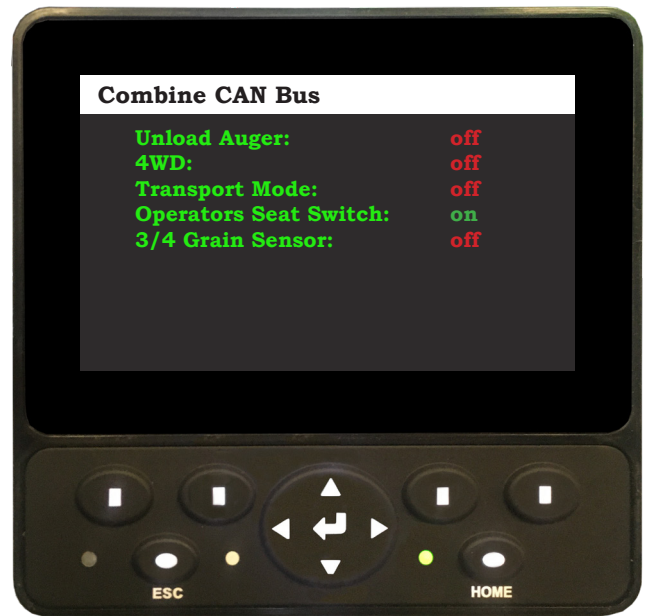 Combine CAN Bus
Unload Auger: off
4WD: off
Transport Mode: off
Operators Seat Switch: on
3/4 Grain Sensor: off
ESC
HOME